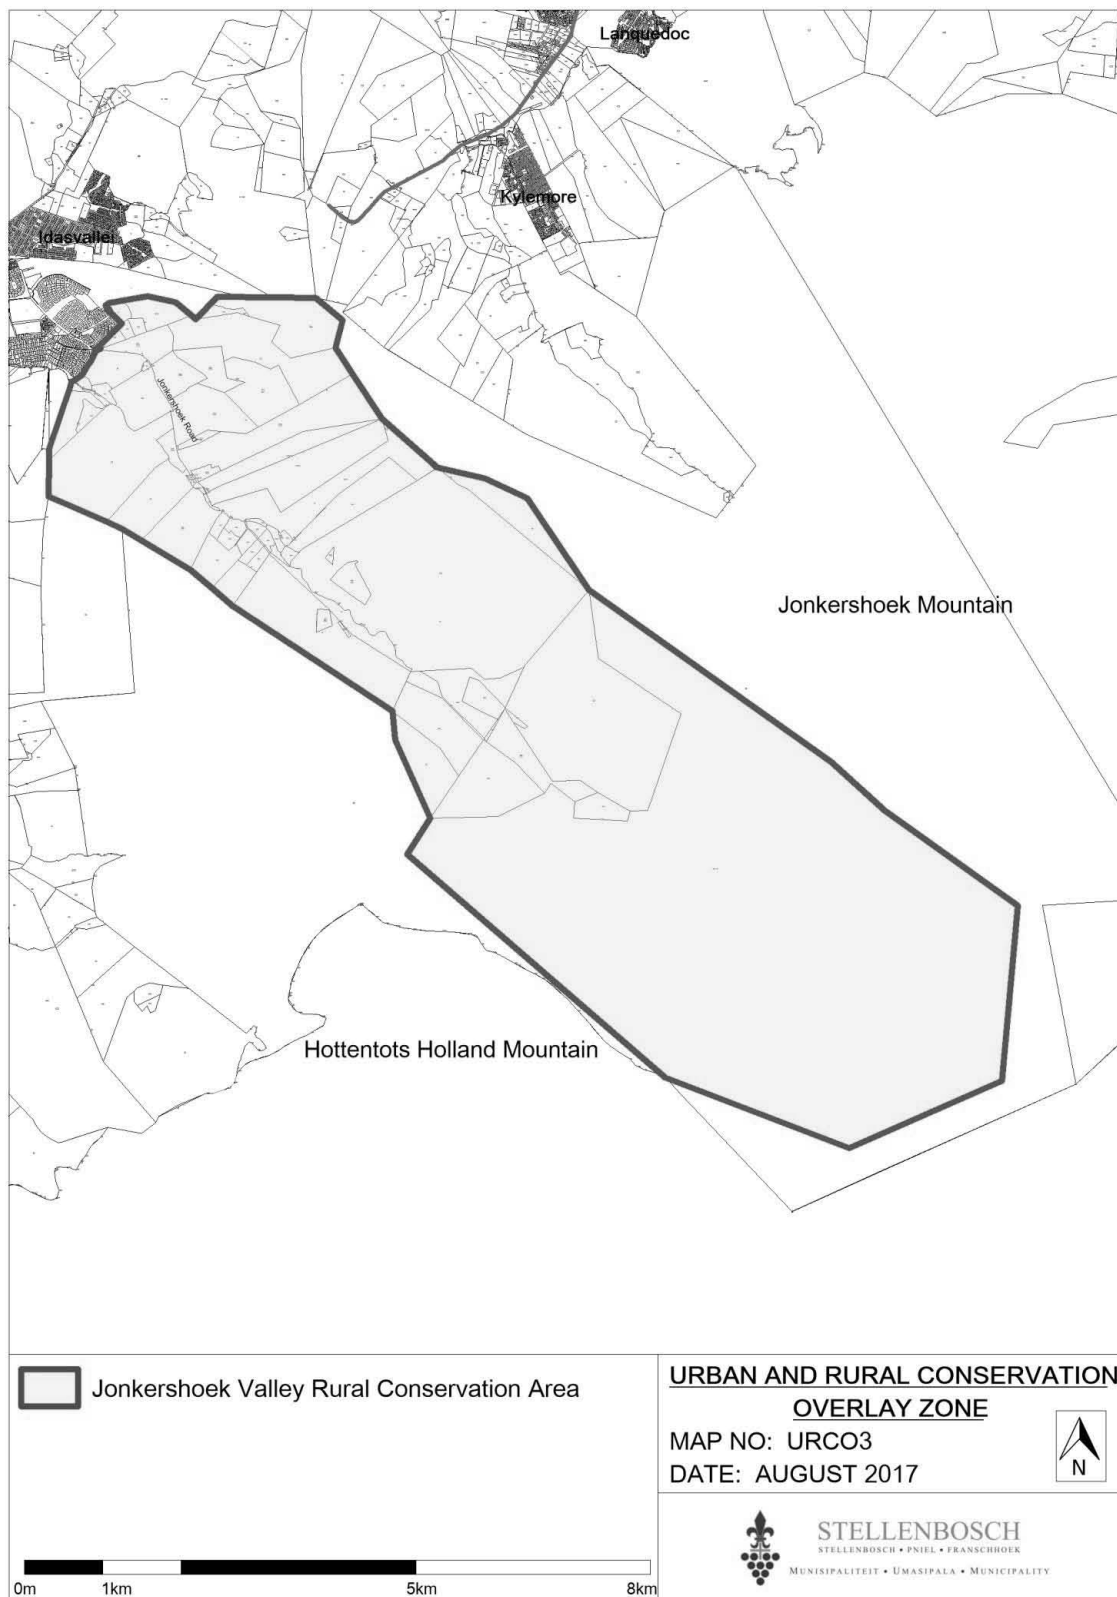 Lanquedoc
Kylemore
Idasvallei
Jonkershoek Road
Jonkershoek Mountain
Hottentots Holland Mountain
Jonkershoek Valley Rural Conservation Area
0m 1km 5km 8km
URBAN AND RURAL CONSERVATION
OVERLAY ZONE
MAP NO: URCO3
DATE: AUGUST 2017
N
STELLENBOSCH
STELLENBOSCH • PNIEL • FRANSCHHOEK
MUNISIPALITEIT • UMASIPALA • MUNICIPALITY